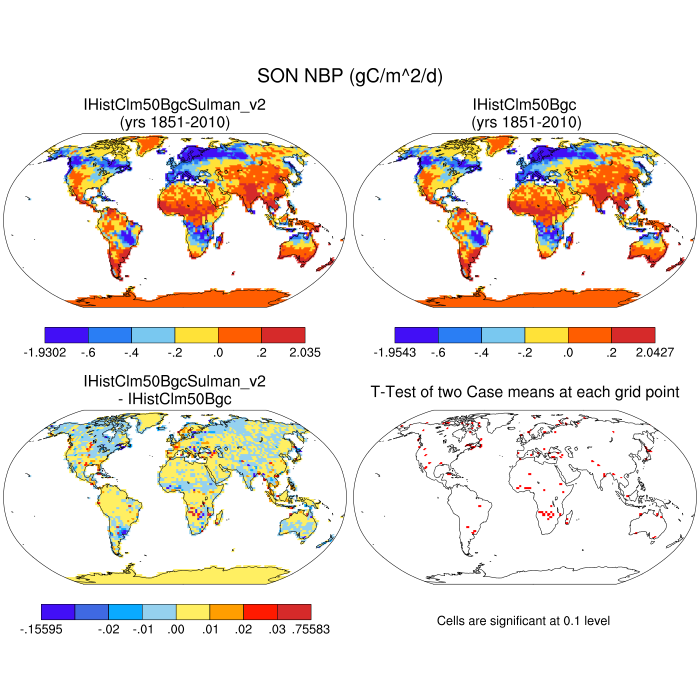 SON NBP (gC/m^2/d)
IHistClm50BgcSulman_v2
(yrs 1851-2010)
IHistClm50Bgc
(yrs 1851-2010)
-1.9302 -.6 -.4 -.2 .0 .2 2.035
-1.9543 -.6 -.4 -.2 .0 .2 2.0427
IHistClm50BgcSulman_v2
- IHistClm50Bgc
T-Test of two Case means at each grid point
-.15595 -.02 -.01 .00 .01 .02 .03 .75583
Cells are significant at 0.1 level